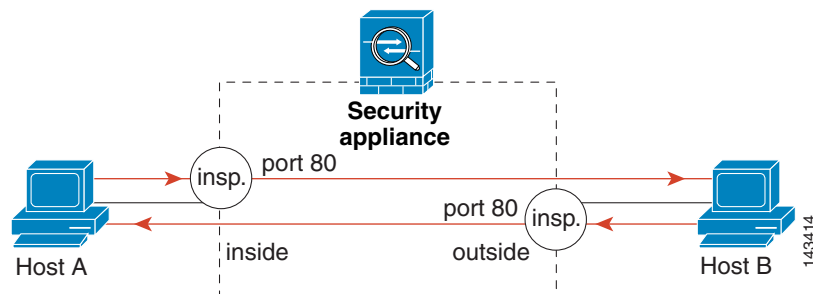 Security
appliance
insp.
port 80
port 80
insp.
inside
outside
Host A
Host B
143414